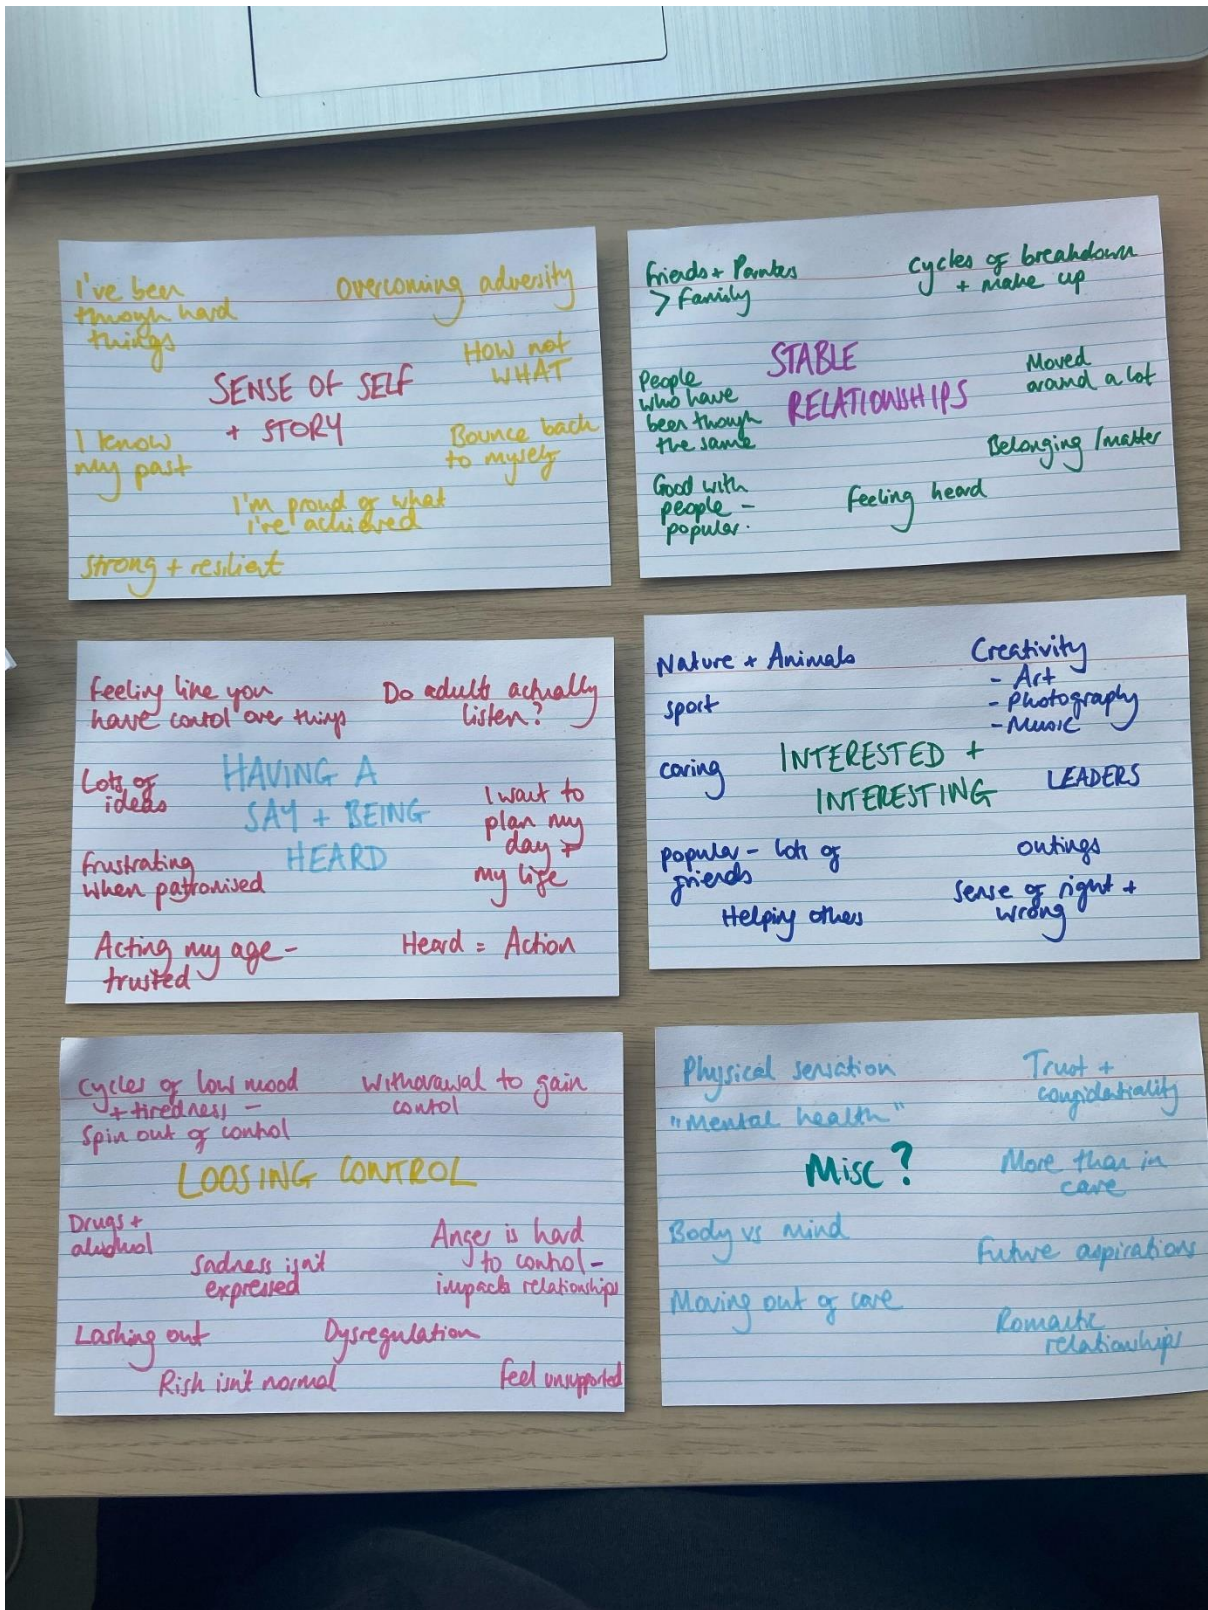 I've been
through hard
things
Overcoming adversity
HOW not
WHAT
SENSE OF SELF
+ STORY
I know
my past
Bounce back
to myself
I'm proud of what
I've achieved
strong + resilient
friends + Partners
> Family
cycles of breakdown
+ make up
STABLE
RELATIONSHIPS
People
who have
been though
the same
Moved
around a lot
Belonging / matter
Good with
people -
popular.
feeling heard
feeling like you
have control over things
Do adults actually
listen?
Lots of
ideas
HAVING A
SAY + BEING
HEARD
I want to
plan my
day +
my life
frustrating
when patronised
Acting my age -
trusted
Heard = Action
Nature + Animals
sport
caring
Creativity
- Art
- Photography
- Music
INTERESTED +
INTERESTING
LEADERS
popular - lots of
friends
outings
Helping others
sense of right +
wrong
cycles of low mood
+ tiredness -
spin out of control
withdrawal to gain
contol
LOOSING CONTROL
Drugs +
alcohol
Sadness isn't
expressed
Anger is hard
to control -
impacts relationships
Lashing out
Dysregulation
Risk isn't normal
feel unsupported
Physical sensation
"Mental health"
Trust +
confidentiality
Misc?
More than in
care
Body vs mind
Future aspirations
Moving out of care
Romantic
relationships